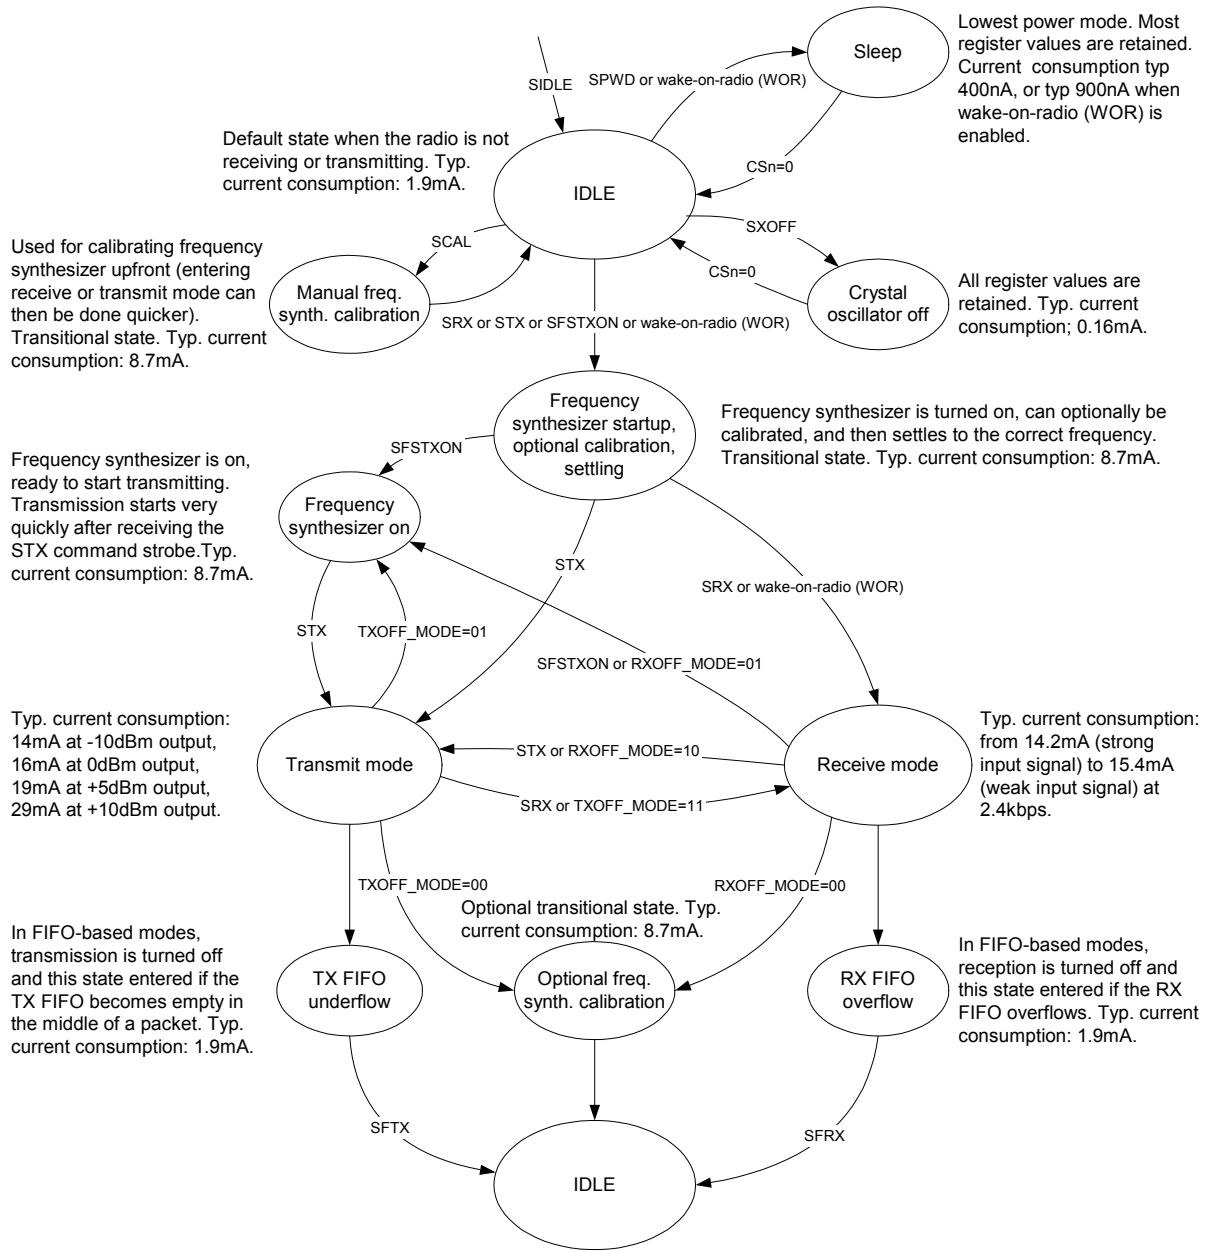 Sleep
Lowest power mode. Most
register values are retained.
Current consumption typ
400nA, or typ 900nA when
wake-on-radio (WOR) is
enabled.
SIDLE
SPWD or wake-on-radio (WOR)
CSn=0
Default state when the radio is not
receiving or transmitting. Typ.
current consumption: 1.9mA.
IDLE
SXOFF
CSn=0
SCAL
Used for calibrating frequency
synthesizer upfront (entering
receive or transmit mode can
then be done quicker).
Transitional state. Typ. current
consumption: 8.7mA.
Manual freq.
synth. calibration
Crystal
oscillator off
All register values are
retained. Typ. current
consumption; 0.16mA.
SRX or STX or SFSTXON or wake-on-radio (WOR)
Frequency
synthesizer startup,
optional calibration,
settling
Frequency synthesizer is turned on, can optionally be
calibrated, and then settles to the correct frequency.
Transitional state. Typ. current consumption: 8.7mA.
SFSTXON
Frequency synthesizer is on,
ready to start transmitting.
Transmission starts very
quickly after receiving the
STX command strobe.Typ.
current consumption: 8.7mA.
Frequency
synthesizer on
STX
SRX or wake-on-radio (WOR)
STX
TXOFF_MODE=01
SFSTXON or RXOFF_MODE=01
Typ. current consumption:
14mA at -10dBm output,
16mA at 0dBm output,
19mA at +5dBm output,
29mA at +10dBm output.
Transmit mode
STX or RXOFF_MODE=10
SRX or TXOFF_MODE=11
Receive mode
Typ. current consumption:
from 14.2mA (strong
input signal) to 15.4mA
(weak input signal) at
2.4kbps.
TXOFF_MODE=00
RXOFF_MODE=00
Optional transitional state. Typ.
current consumption: 8.7mA.
In FIFO-based modes,
transmission is turned off
and this state entered if the
TX FIFO becomes empty in
the middle of a packet. Typ.
current consumption: 1.9mA.
TX FIFO
underflow
Optional freq.
synth. calibration
RX FIFO
overflow
In FIFO-based modes,
reception is turned off and
this state entered if the RX
FIFO overflows. Typ. current
consumption: 1.9mA.
SFTX
SFRX
IDLE